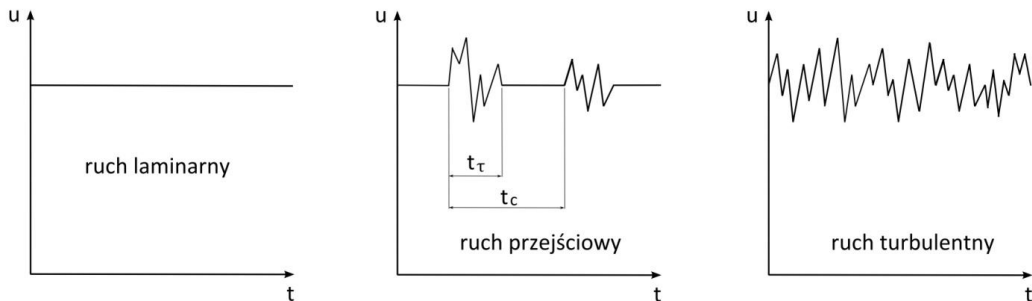 u
ruch laminarny
t
u
tτ
tc
ruch przejściowy
t
u
ruch turbulentny
t